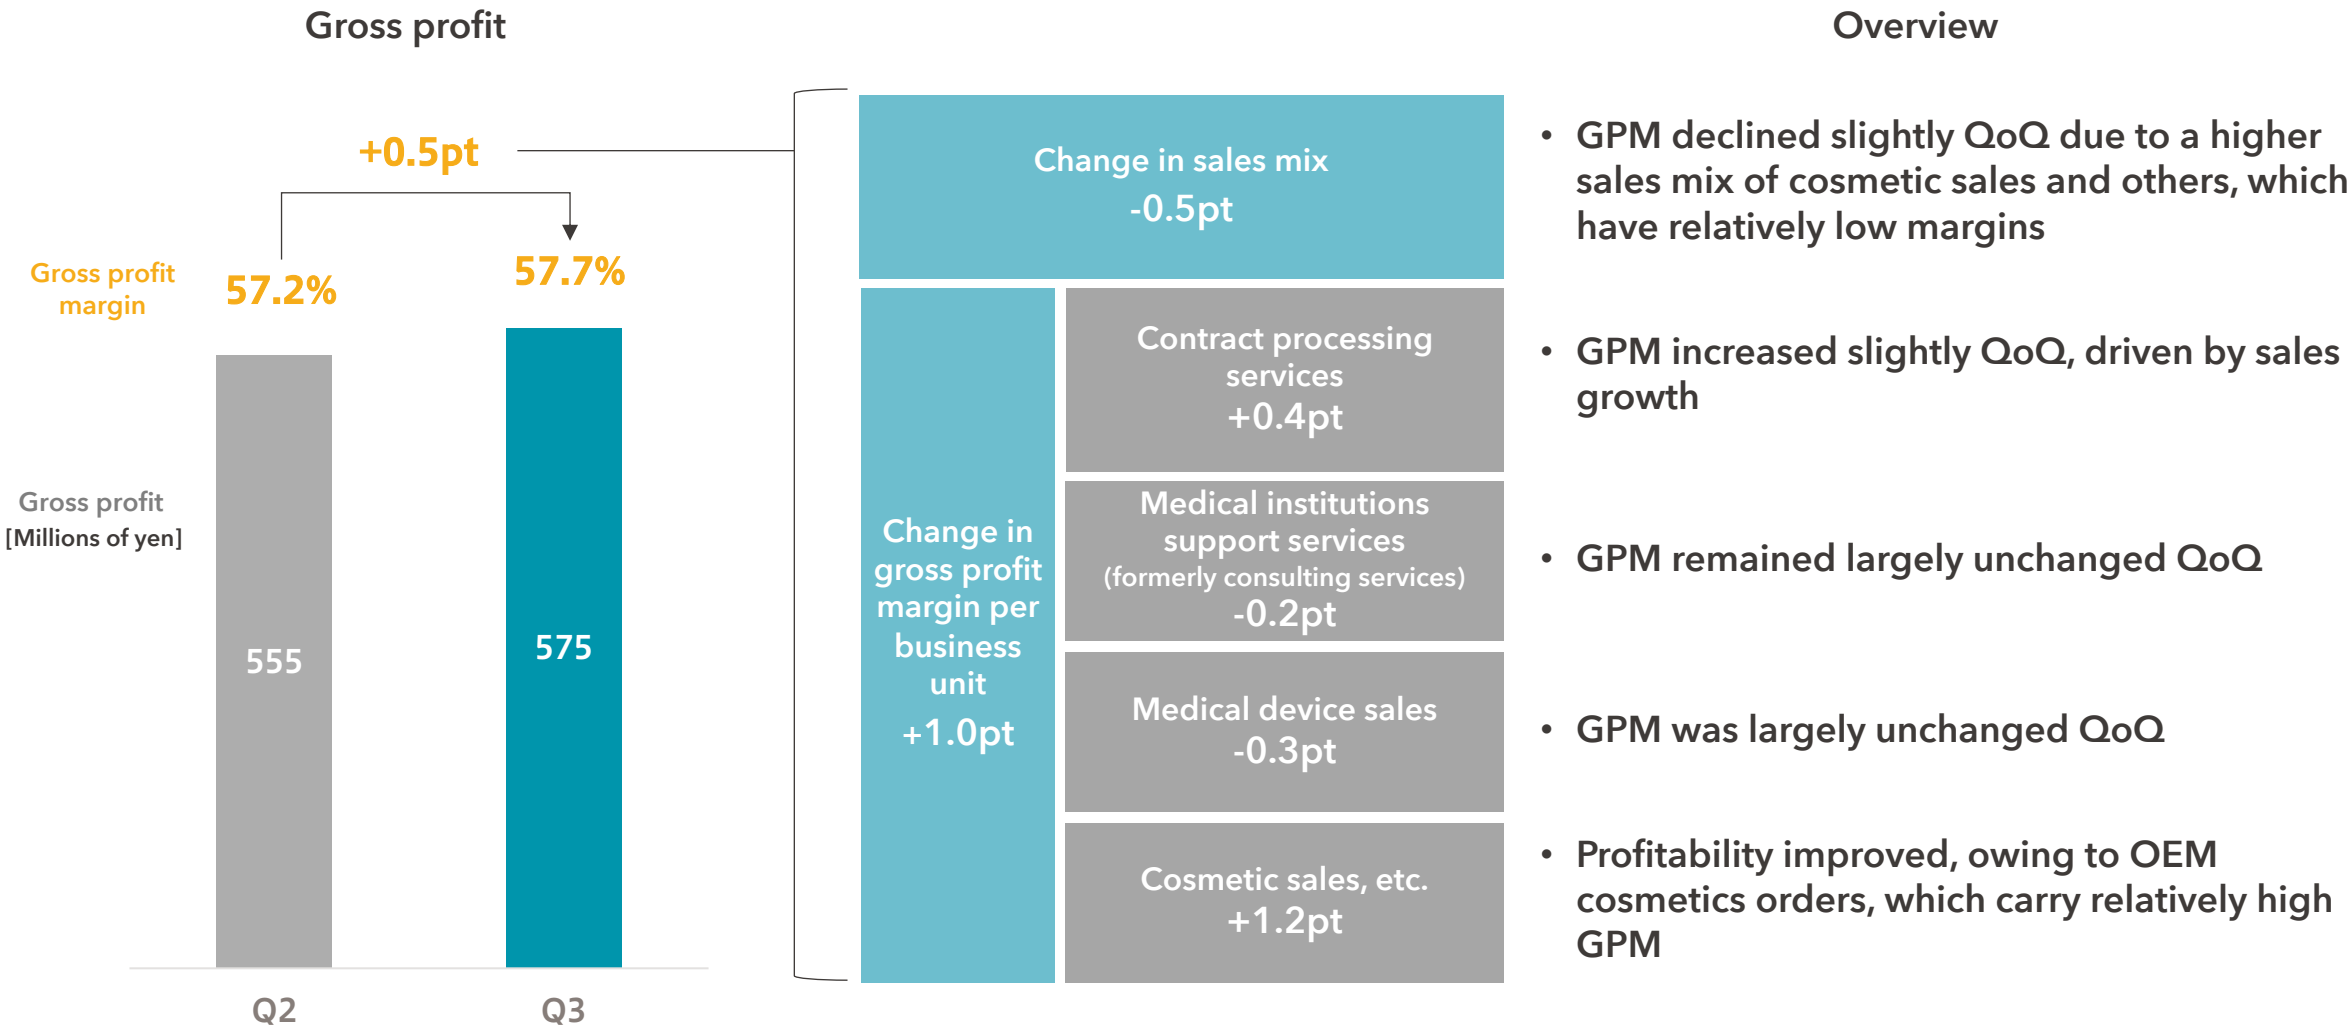 Gross profit
Overview
+0.5pt
Gross profit
margin
57.2%
57.7%
Gross profit
[Millions of yen]
555
575
Q2
Q3
Change in sales mix
-0.5pt
Change in
gross profit
margin per
business
unit
+1.0pt
Contract processing
services
+0.4pt
Medical institutions
support services
(formerly consulting services)
-0.2pt
Medical device sales
-0.3pt
Cosmetic sales, etc.
+1.2pt
• GPM declined slightly QoQ due to a higher
sales mix of cosmetic sales and others, which
have relatively low margins
• GPM increased slightly QoQ, driven by sales
growth
• GPM remained largely unchanged QoQ
• GPM was largely unchanged QoQ
• Profitability improved, owing to OEM
cosmetics orders, which carry relatively high
GPM